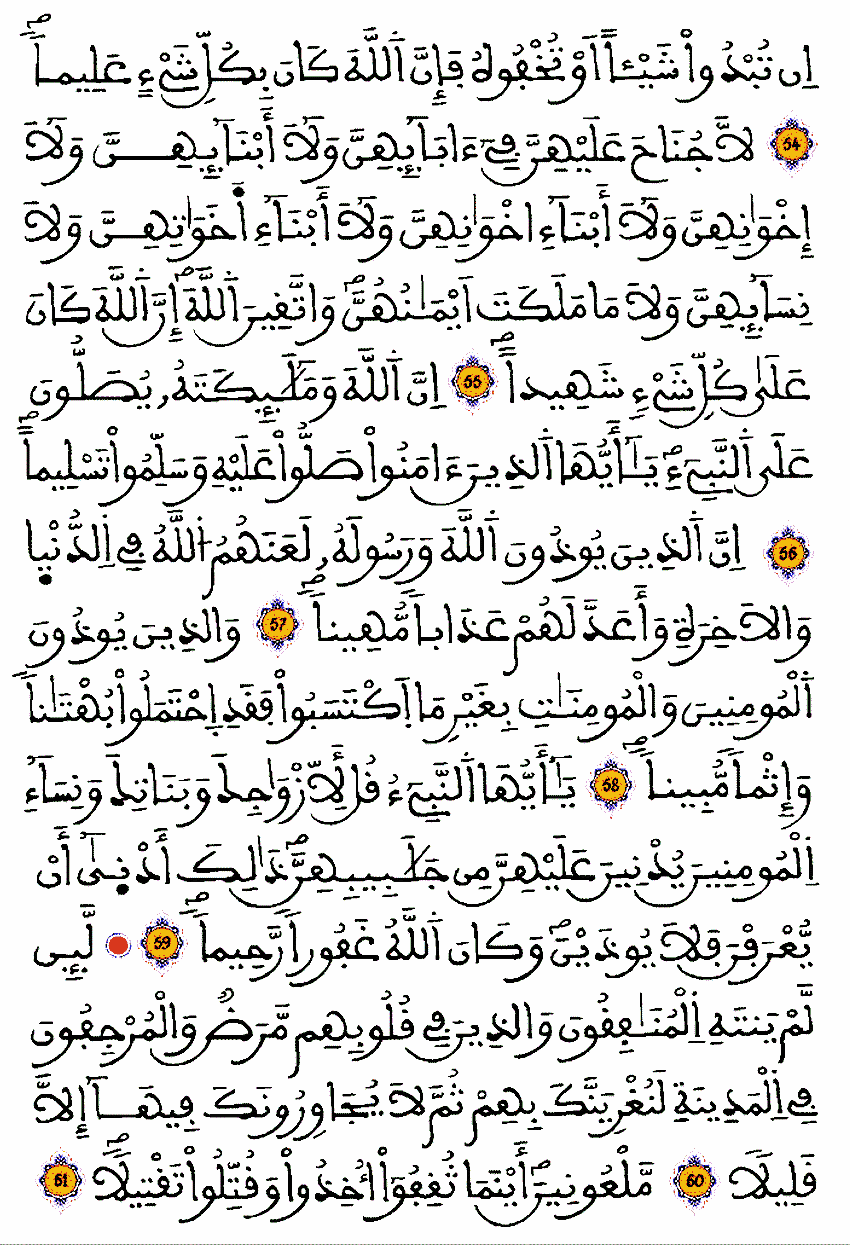 إِن تُبْدُواْ شَيْـٔاً اَوْ تُخْفُوهُ فَإِنَّ اَ۬للَّهَ كَانَ بِكُلِّ شَےْءٍ عَلِيماٗۖ
54 لَّا جُنَاحَ عَلَيْهِنَّ فِےٓ ءَابَآئِهِنَّ وَلَآ أَبْنَآئِهِنَّ وَلَآ
إِخْوَٰنِهِنَّ وَلَآ أَبْنَآءِ اخْوَٰنِهِنَّ وَلَآ أَبْنَآءِ اَ۬خَوَٰتِهِنَّ وَلَا
نِسَآئِهِنَّ وَلَا مَا مَلَكَتَ اَيْمَٰنُهُنَّۖ وَاتَّقِينَ اَ۬للَّهَۖ إِنَّ اَ۬للَّهَ كَانَ
عَلَىٰ كُلِّ شَےْءٖ شَهِيداًۖ 55 اِنَّ اَ۬للَّهَ وَمَلَٰٓئِكَتَهُۥ يُصَلُّونَ
عَلَى اَ۬لنَّبِےٓءِۖ يَٰٓأَيُّهَا اَ۬لذِينَ ءَامَنُواْ صَلُّواْ عَلَيْهِ وَسَلِّمُواْ تَسْلِيماًۖ
56 اِنَّ اَ۬لذِينَ يُوذُونَ اَ۬للَّهَ وَرَسُولَهُۥ لَعَنَهُمُ اُ۬للَّهُ فِے اِ۬لدُّنْي۪ا
وَالَاخِرَةِ وَأَعَدَّ لَهُمْ عَذَاباٗ مُّهِيناٗۖ 57 وَالذِينَ يُوذُونَ
اَ۬لْمُومِنِينَ وَالْمُومِنَٰتِ بِغَيْرِ مَا اَ۪كْتَسَبُواْ فَقَدِ اِ۪حْتَمَلُواْ بُهْتَٰناٗ
وَإِثْماٗ مُّبِيناٗۖ 58 يَٰٓأَيُّهَا اَ۬لنَّبِےٓءُ قُل لِّأَزْوَٰجِكَ وَبَنَاتِكَ وَنِسَآءِ
اِ۬لْمُومِنِينَ يُدْنِينَ عَلَيْهِنَّ مِن جَلَٰبِيبِهِنَّۖ ذَٰلِكَ أَدْن۪يٰٓ أَنْ
يُّعْرَفْنَ فَلَا يُوذَيْنَۖ وَكَانَ اَ۬للَّهُ غَفُوراٗ رَّحِيماٗۖ 59 لَّئِن
لَّمْ يَنتَهِ اِ۬لْمُنَٰفِقُونَ وَالذِينَ فِے قُلُوبِهِم مَّرَضٞ وَالْمُرْجِفُونَ
فِے اِ۬لْمَدِينَةِ لَنُغْرِيَنَّكَ بِهِمْ ثُمَّ لَا يُجَاوِرُونَكَ فِيهَآ إِلَّا
قَلِيلاٗ 60 مَّلْعُونِينَۖ أَيْنَمَا ثُقِفُوٓاْ أُخِذُواْ وَقُتِّلُواْ تَقْتِيلاٗۖ 61